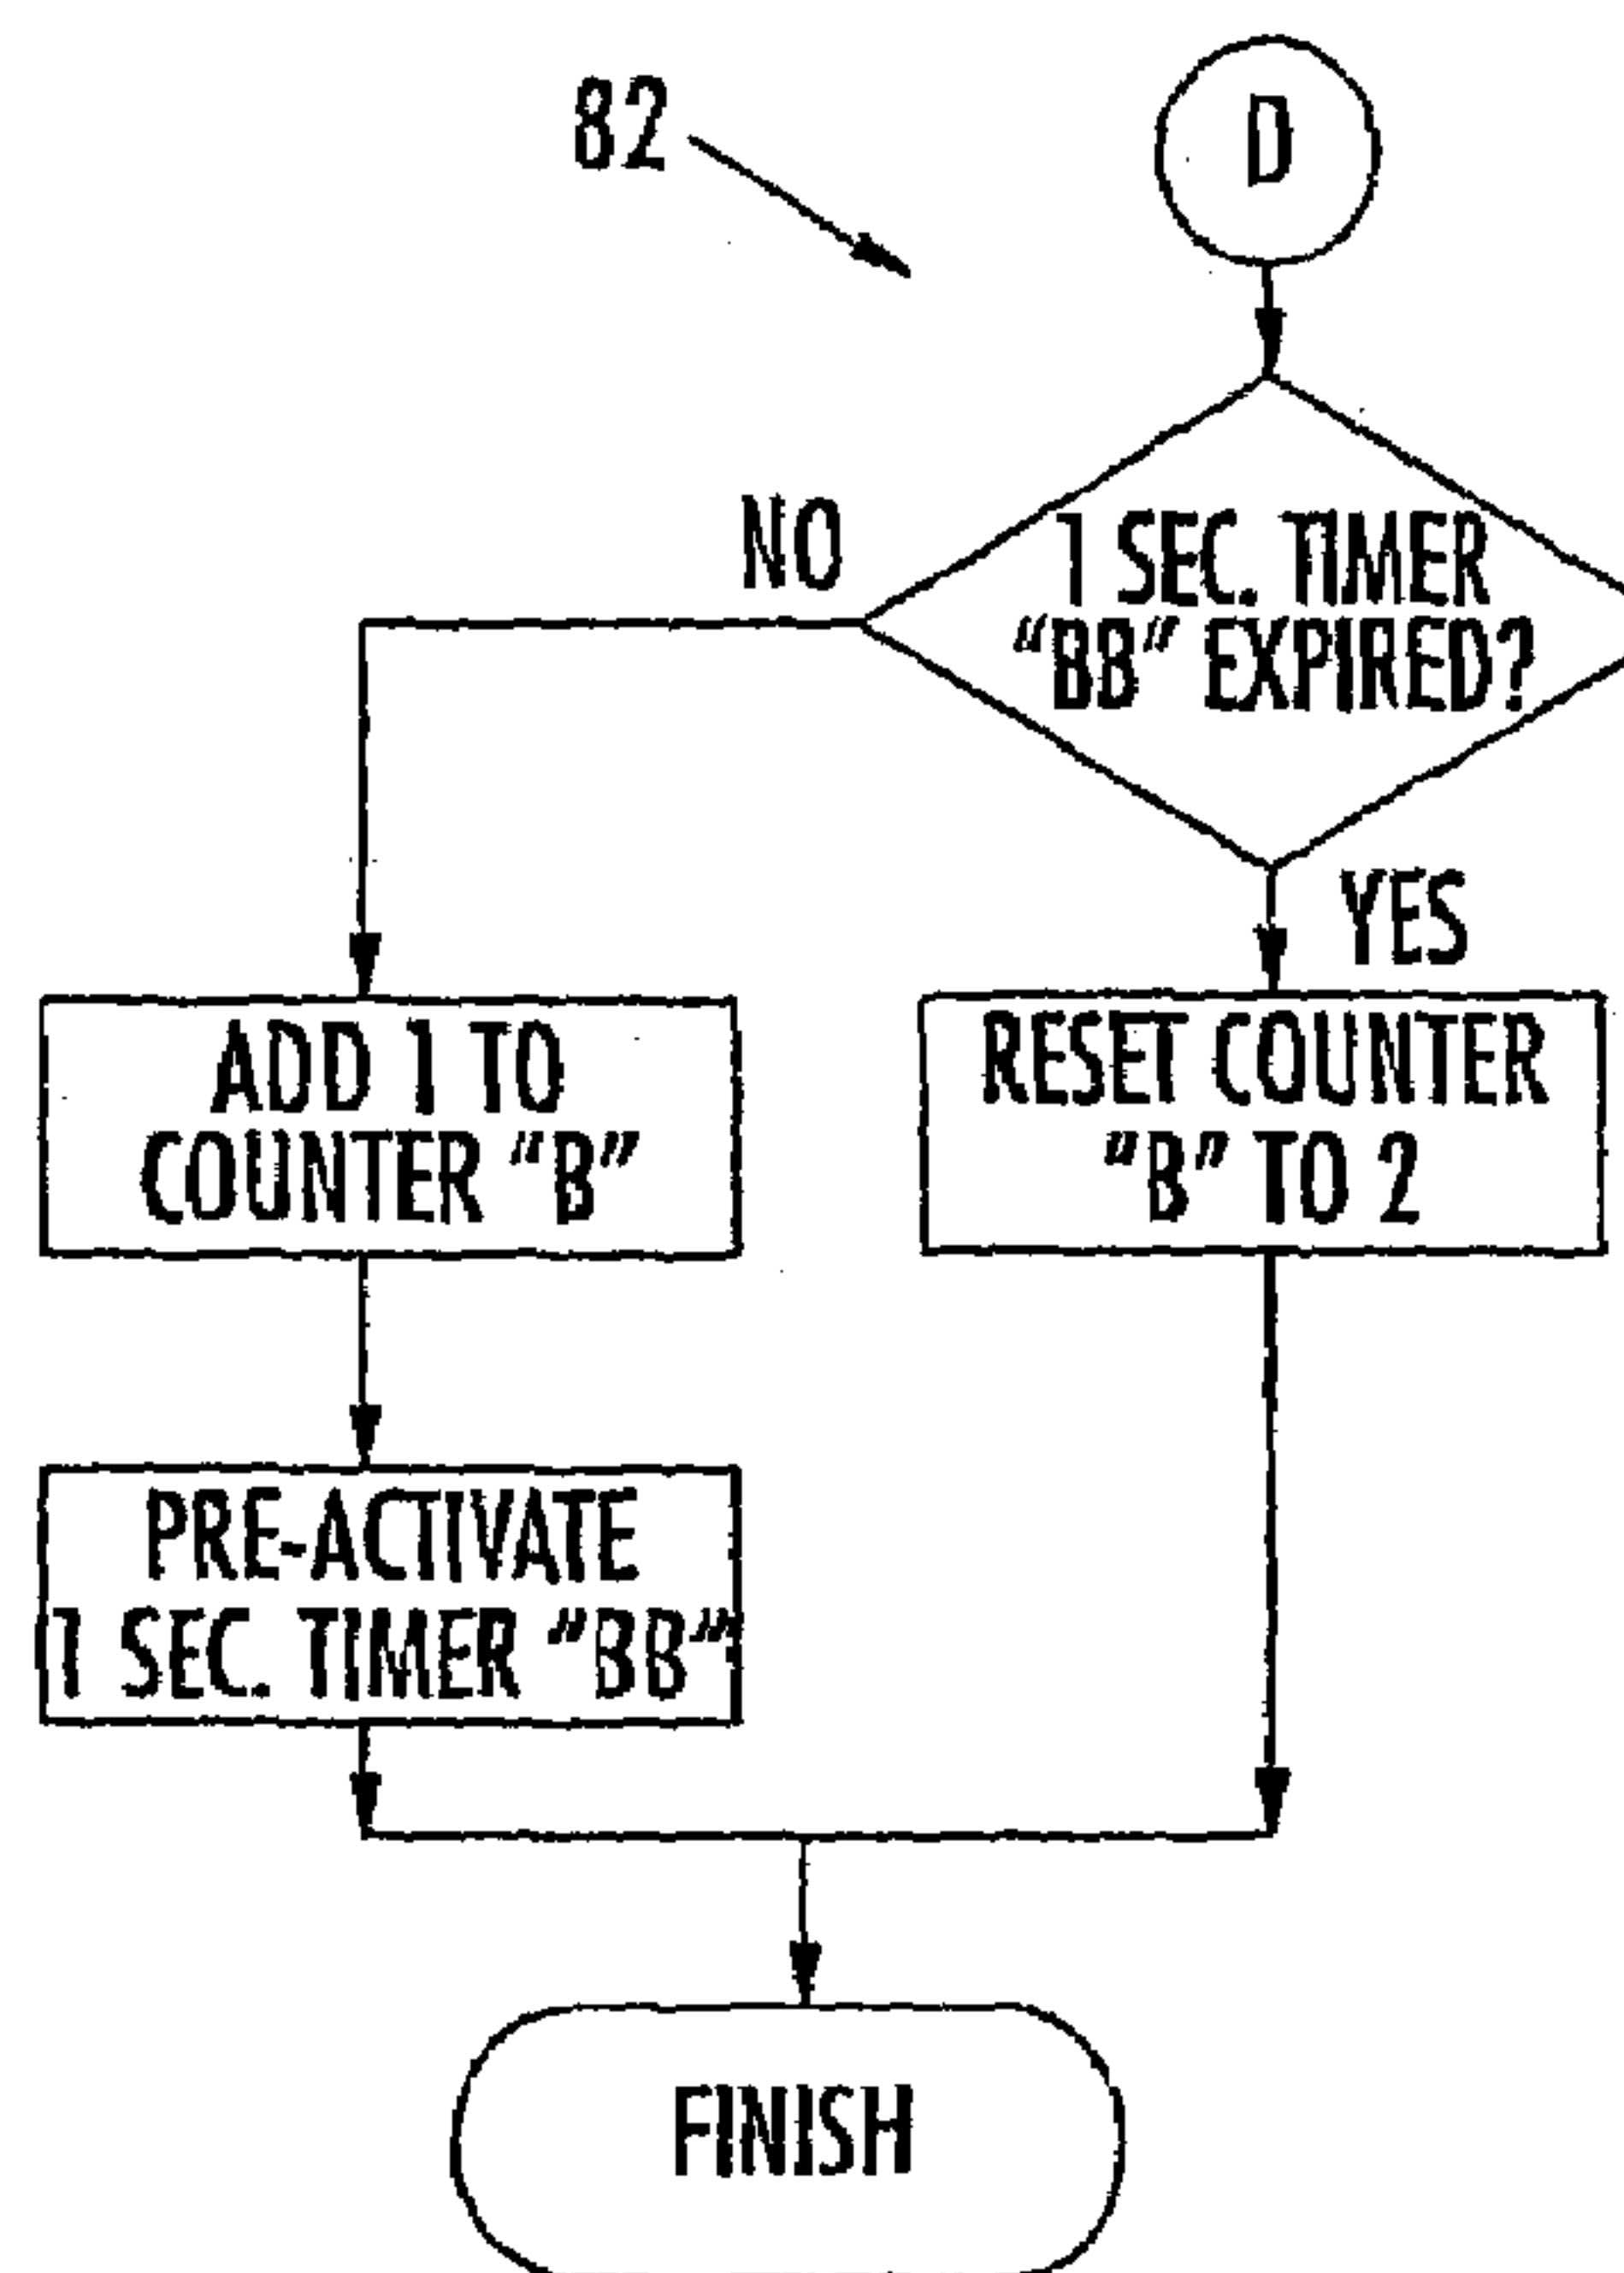 82
D
1 SEC. TIMER
"BB" EXPIRED?
NO
YES
ADD 1 TO
COUNTER "B"
RESET COUNTER
"B" TO 2
PRE-ACTIVATE
1 SEC. TIMER "BB"
FINISH